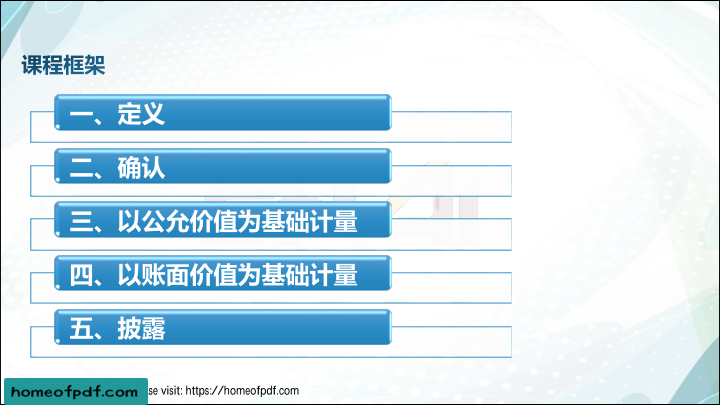 课程框架
一、定义
二、确认
三、以公允价值为基础计量
四、以账面价值为基础计量
五、披露
homeofpdf.com
visit: https://homeofpdf.com